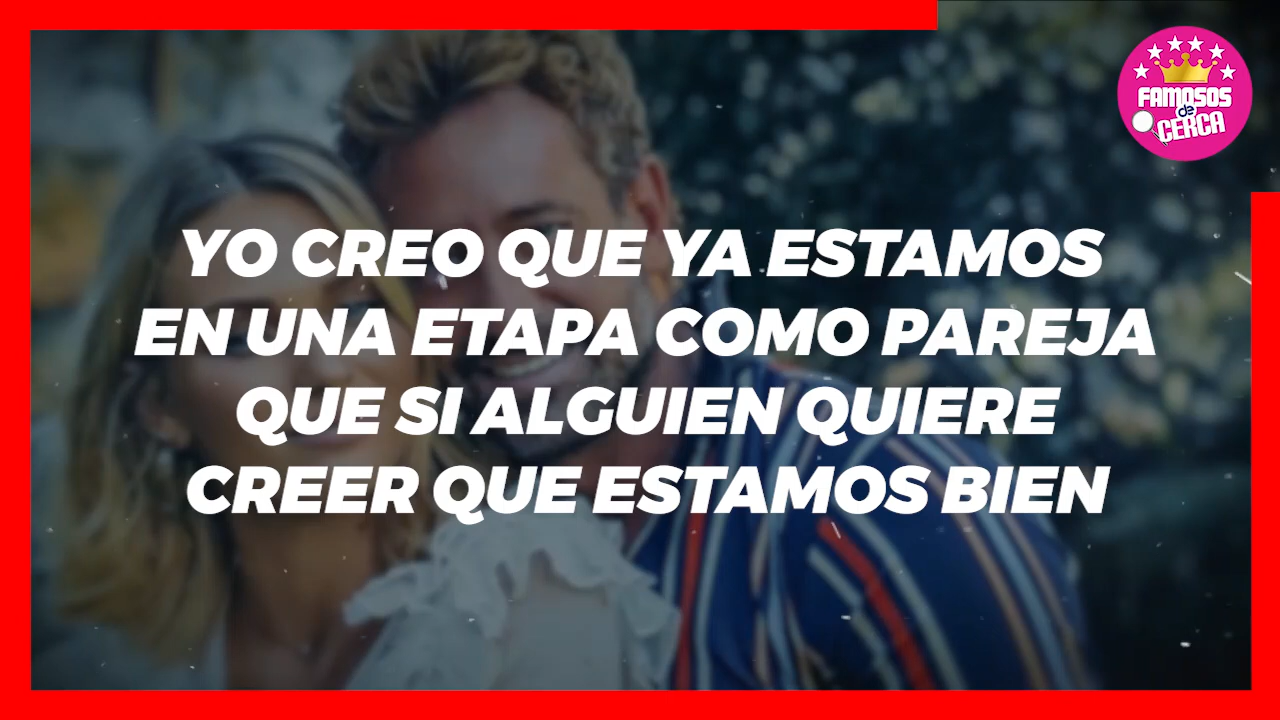 FAMOSOS
de
CERCA
YO CREO QUE YA ESTAMOS
EN UNA ETAPA COMO PAREJA
QUE SI ALGUIEN QUIERE
CREER QUE ESTAMOS BIEN